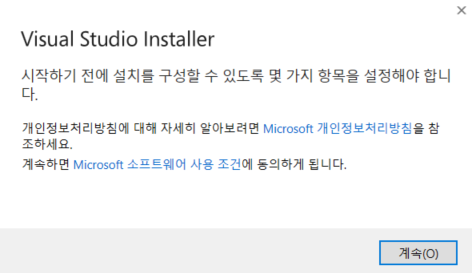 Visual Studio Installer
시작하기 전에 설치를 구성할 수 있도록 몇 가지 항목을 설정해야 합니
다.
개인정보처리방침에 대해 자세히 알아보려면 Microsoft 개인정보처리방침을 참
조하세요.
계속하면 Microsoft 소프트웨어 사용 조건에 동의하게 됩니다.
계속(O)